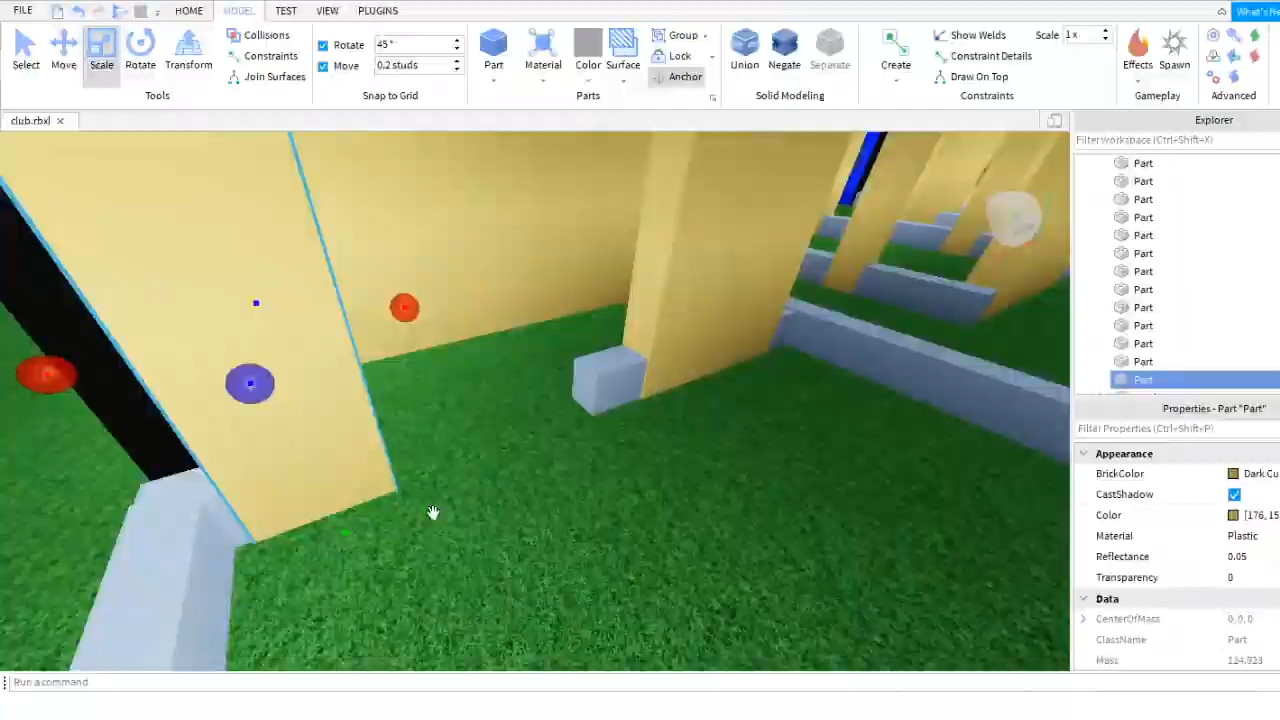 FILE HOME MODEL TEST VIEW PLUGINS What's Ne
Select Move Scale Rotate Transform
Tools
Collisions
Constraints
Join Surfaces
Rotate 45°
Move 0.2 studs
Snap to Grid
Part Material Color Surface
Group
Lock
Anchor
Parts
Union Negate Separate
Solid Modeling
Create
Show Welds Scale 1 x
Constraint Details
Draw On Top
Constraints
Effects Spawn
Gameplay
Advanced
club.rbxl
Explorer
Filter workspace (Ctrl+Shift+X)
Part
Part
Part
Part
Part
Part
Part
Part
Part
Part
Part
Part
Part
Properties - Part "Part"
Filter Properties (Ctrl+Shift+P)
Appearance
BrickColor Dark Cu
CastShadow
Color [176, 15
Material Plastic
Reflectance 0.05
Transparency 0
Data
CenterOfMass 0, 0, 0
ClassName Part
Mass 124.923
Run a command